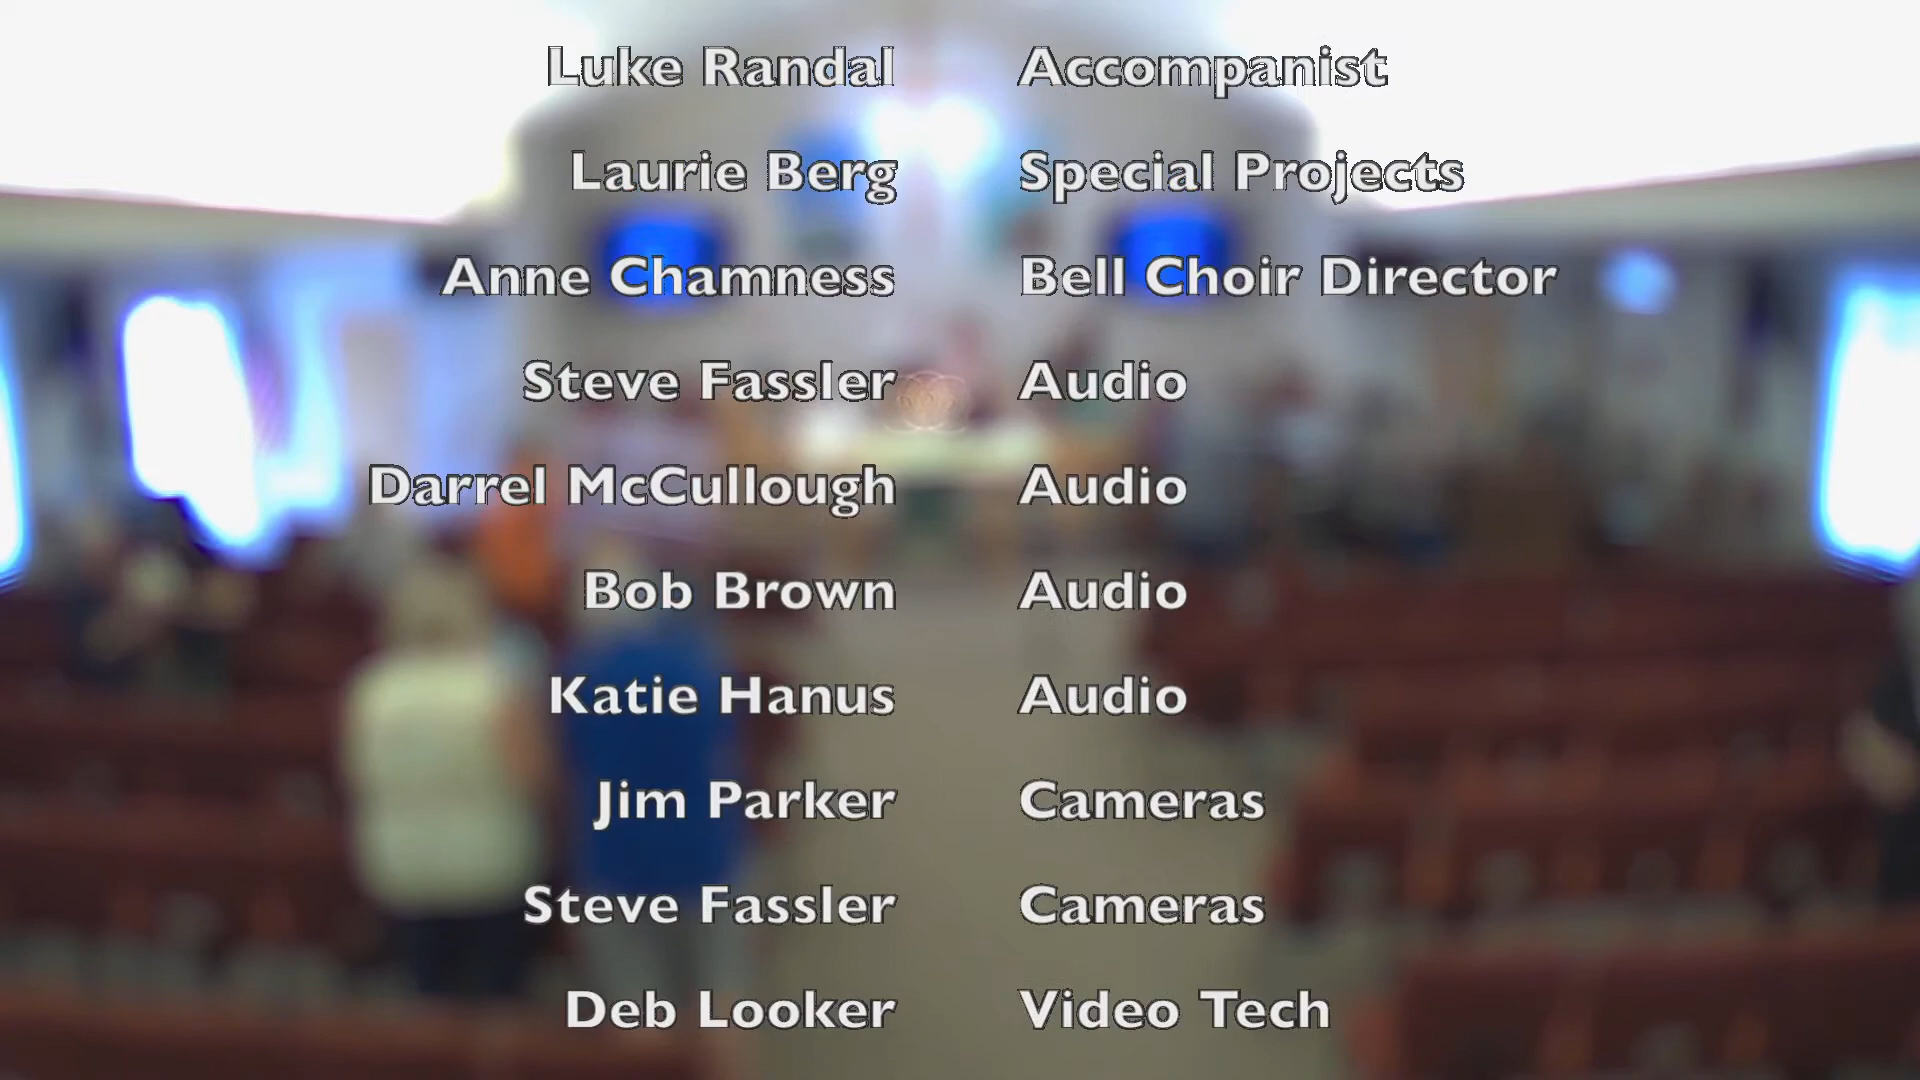 Luke Randal Accompanist
Laurie Berg Special Projects
Anne Chamness Bell Choir Director
Steve Fassler Audio
Darrel McCullough Audio
Bob Brown Audio
Katie Hanus Audio
Jim Parker Cameras
Steve Fassler Cameras
Deb Looker Video Tech